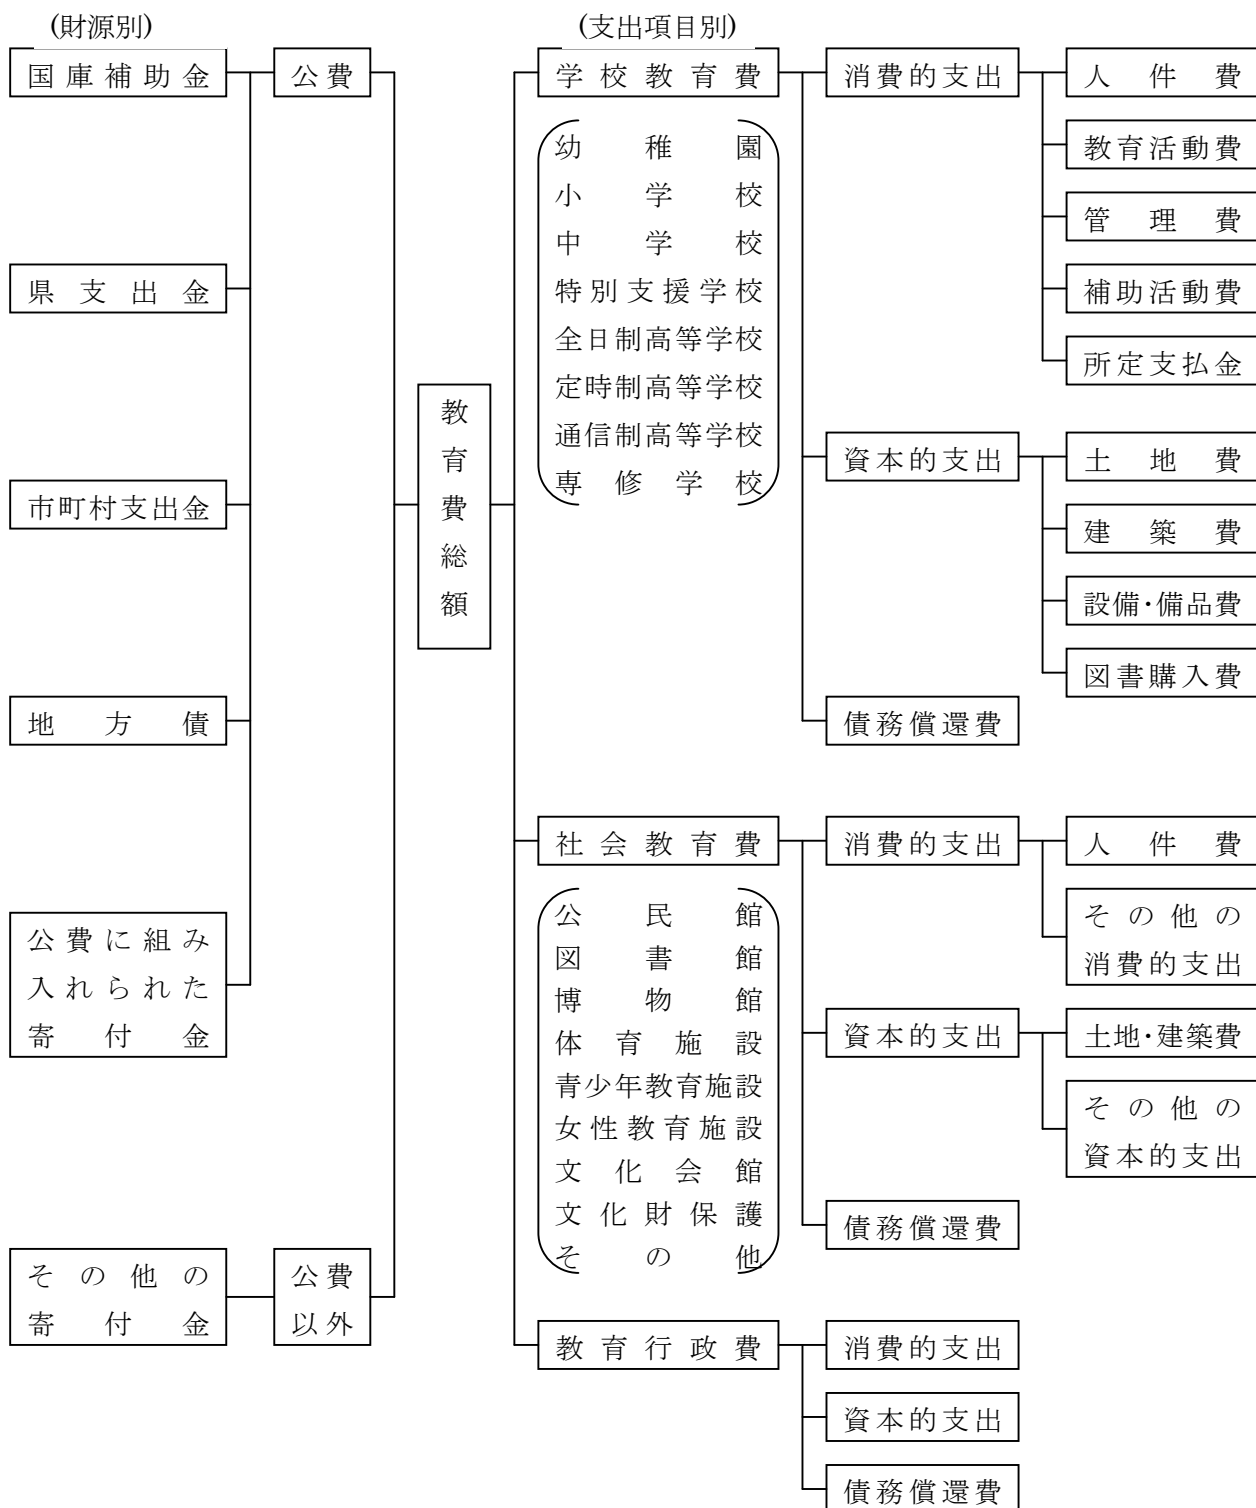 (財源別)
国庫補助金
公費
県支出金
市町村支出金
地方債
公費に組み
入れられた
寄付金
その他の
寄付金
公費
以外
教育費総額
(支出項目別)
学校教育費
幼稚園
小学校
中学校
特別支援学校
全日制高等学校
定時制高等学校
通信制高等学校
専修学校
消費的支出
人件費
教育活動費
管理費
補助活動費
所定支払金
資本的支出
土地費
建築費
設備・備品費
図書購入費
債務償還費
社会教育費
公民館
図書館
博物館
体育施設
青少年教育施設
女性教育施設
文化会館
文化財保護
その他
消費的支出
人件費
その他の
消費的支出
資本的支出
土地・建築費
その他の
資本的支出
債務償還費
教育行政費
消費的支出
資本的支出
債務償還費